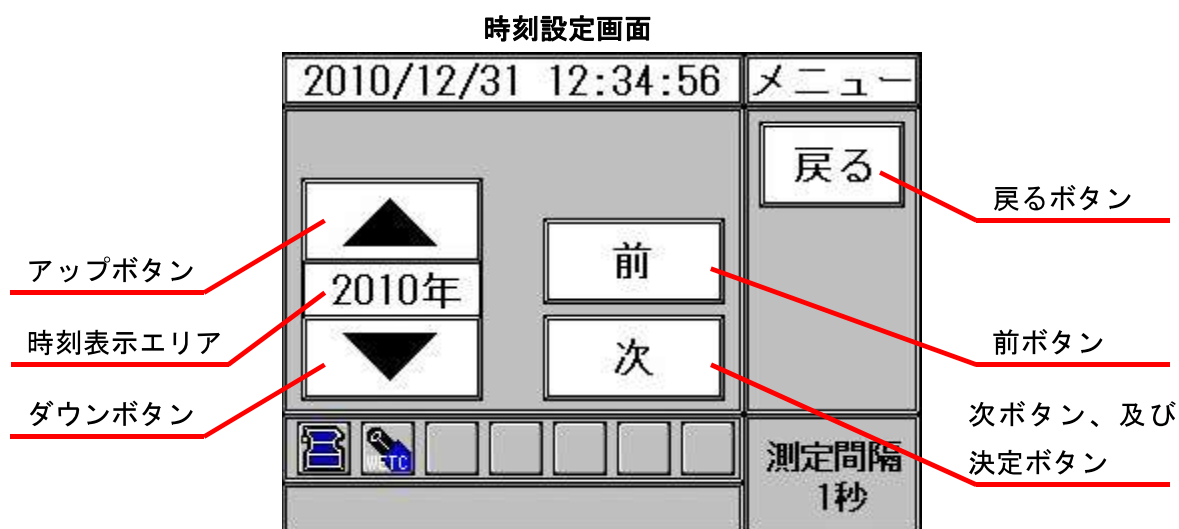 時刻設定画面
2010/12/31 12:34:56
メニュー
戻る
戻るボタン
アップボタン
前
2010年
時刻表示エリア
前ボタン
次
ダウンボタン
次ボタン、及び
決定ボタン
WETC
測定間隔
1秒